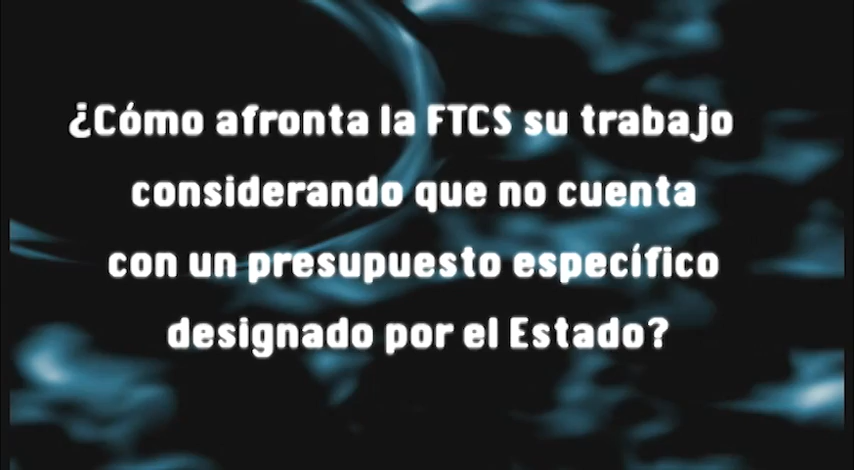 ¿Cómo afronta la FTCS su trabajo
considerando que no cuenta
con un presupuesto específico
designado por el Estado?